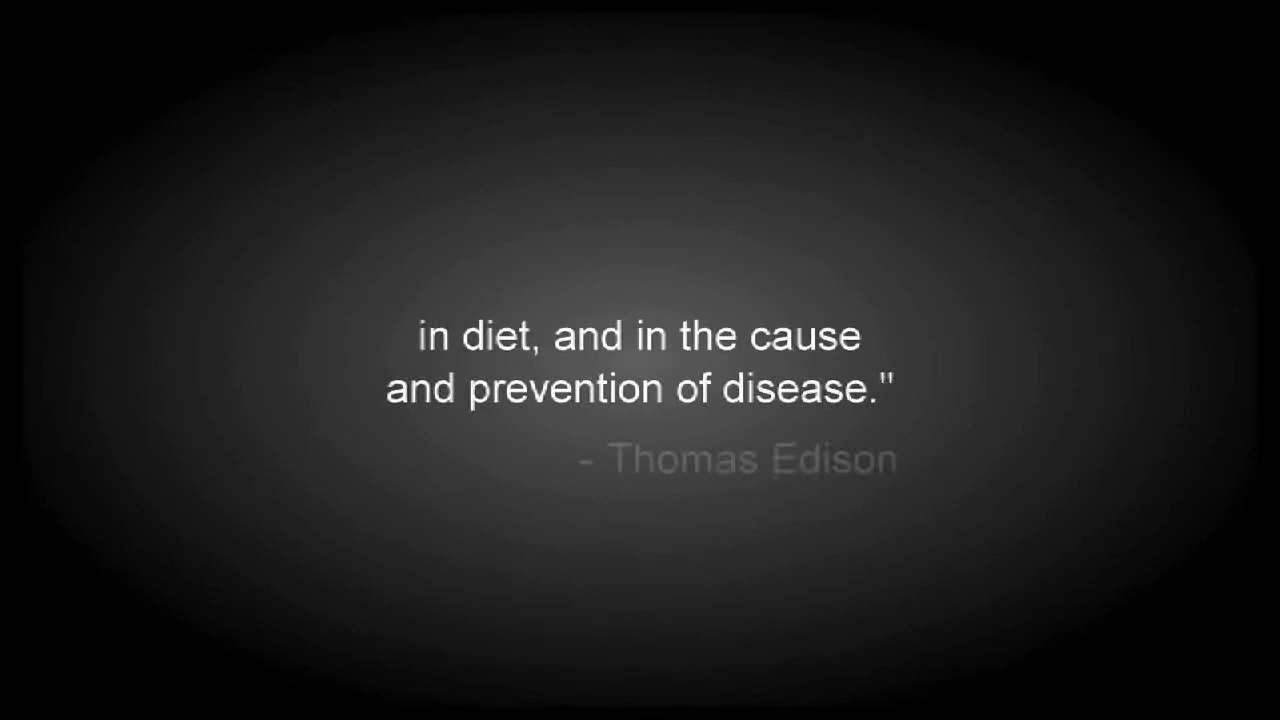 in diet, and in the cause
and prevention of disease."
- Thomas Edison